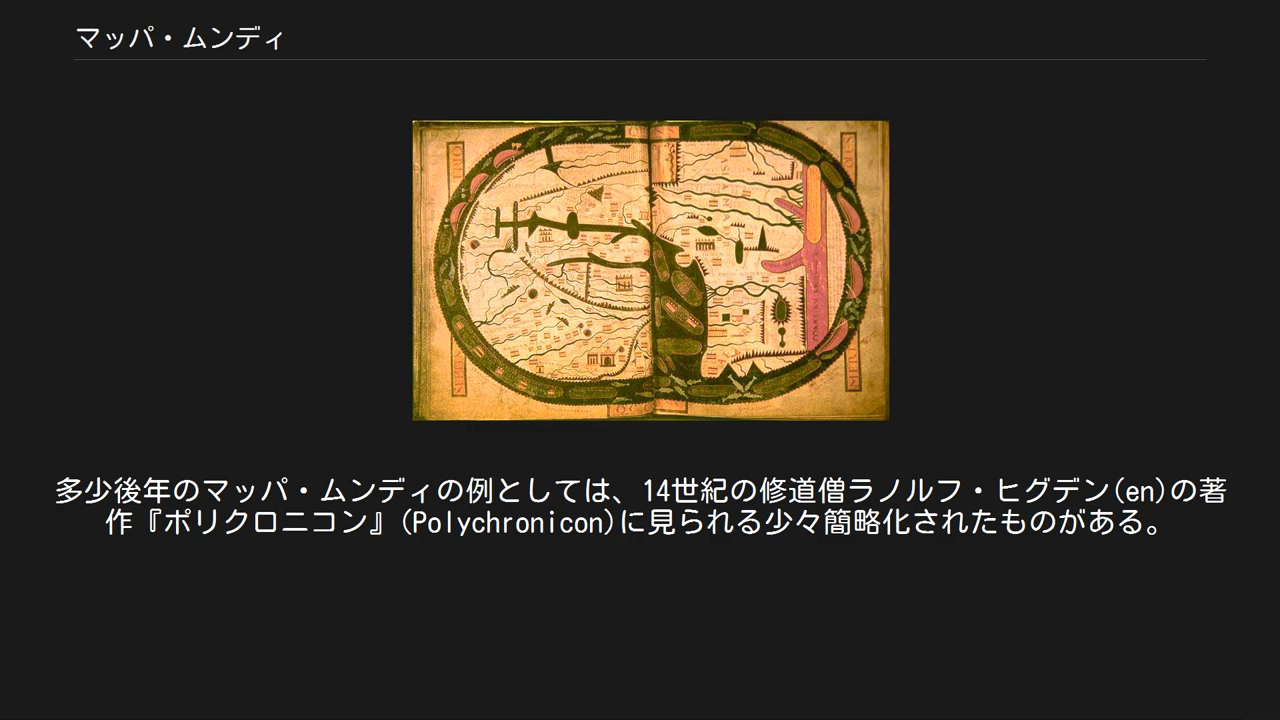 マッパ・ムンディ
多少後年のマッパ・ムンディの例としては、14世紀の修道僧ラノルフ・ヒグデン(en)の著
作『ポリクロニコン』(Polychronicon)に見られる少々簡略化されたものがある。